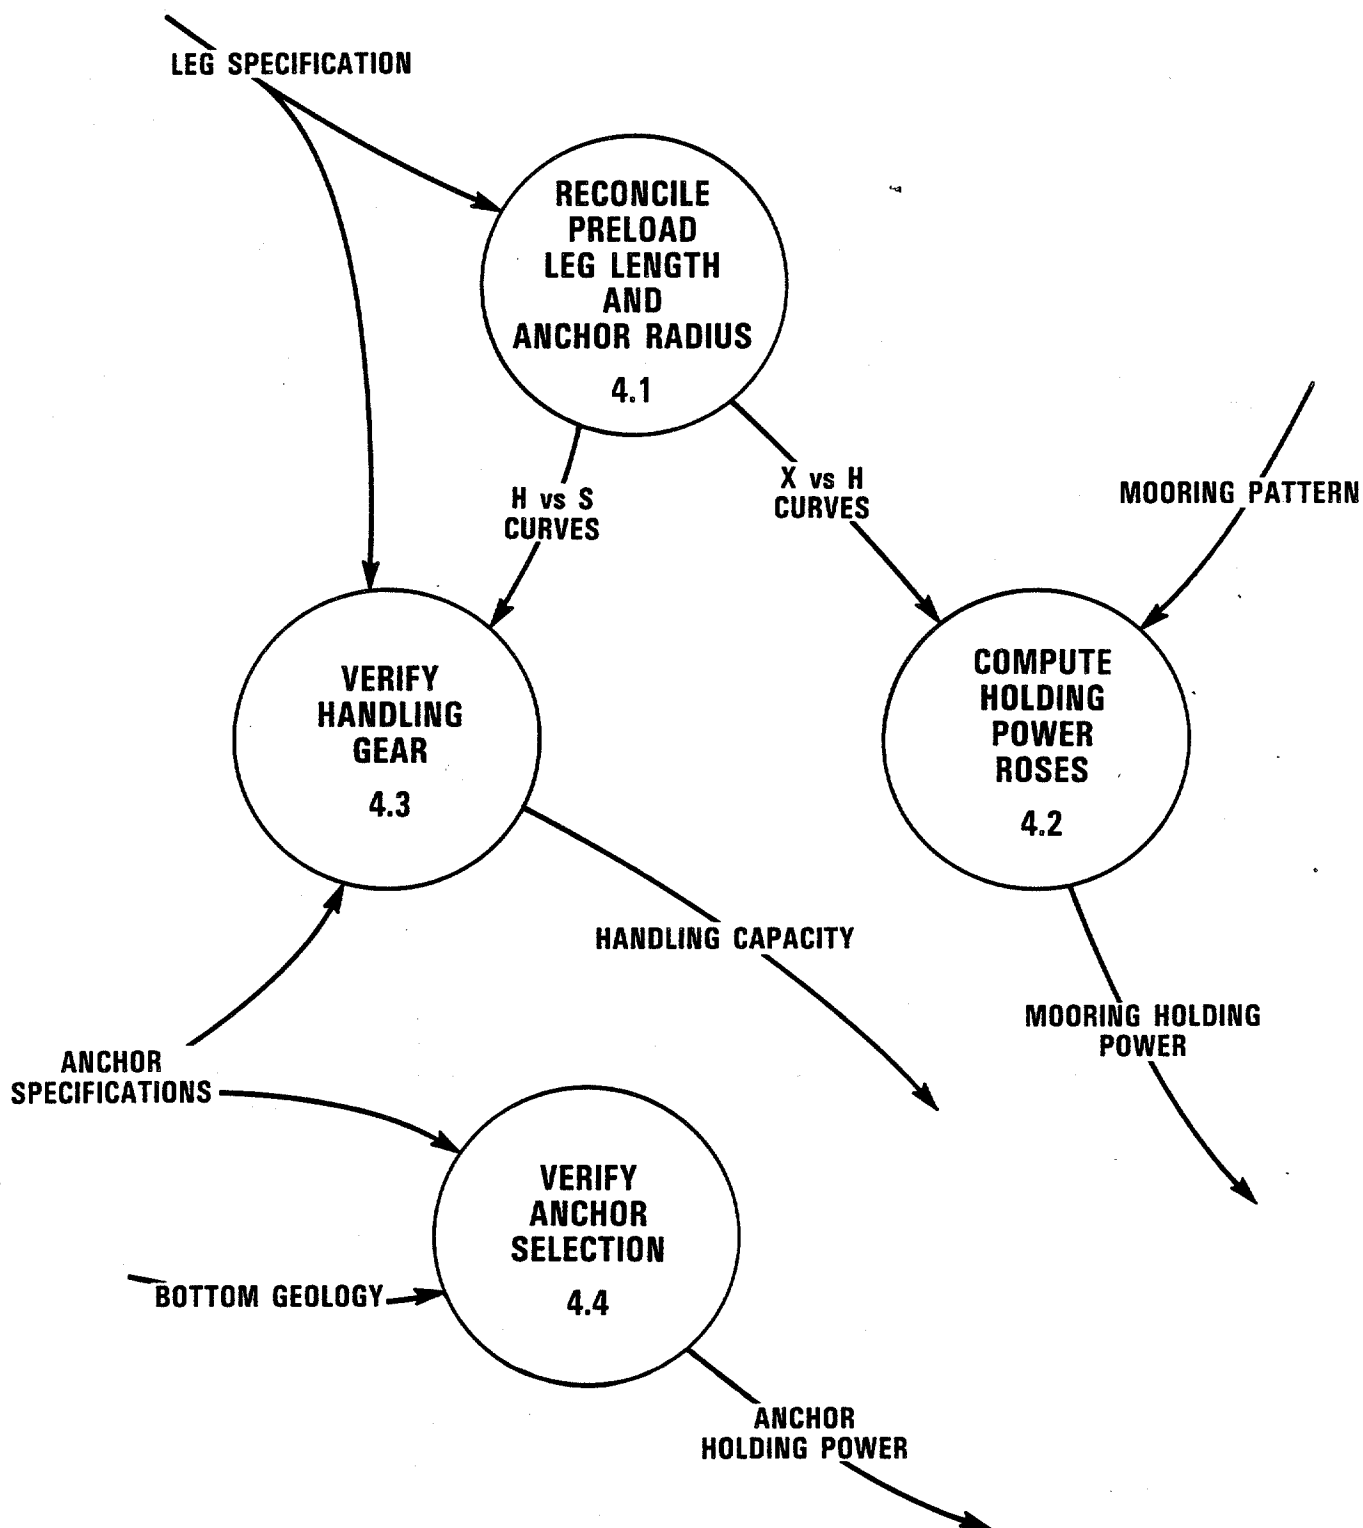 LEG SPECIFICATION
RECONCILE
PRELOAD
LEG LENGTH
AND
ANCHOR RADIUS
4.1
H vs S
CURVES
X vs H
CURVES
MOORING PATTERN
VERIFY
HANDLING
GEAR
4.3
COMPUTE
HOLDING
POWER
ROSES
4.2
HANDLING CAPACITY
MOORING HOLDING
POWER
ANCHOR
SPECIFICATIONS
VERIFY
ANCHOR
SELECTION
4.4
BOTTOM GEOLOGY
ANCHOR
HOLDING POWER